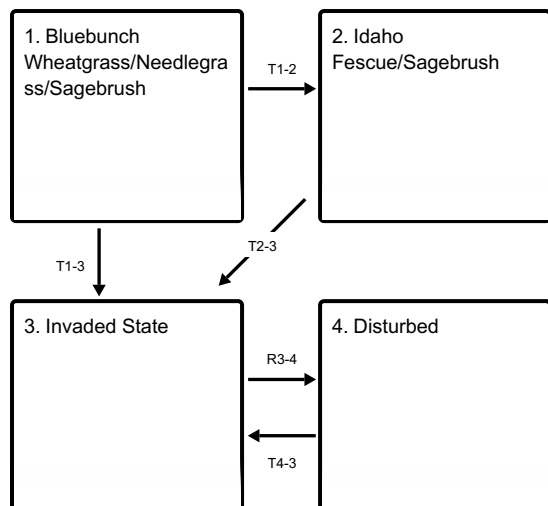 1. Bluebunch
Wheatgrass/Needlegra
ss/Sagebrush
T1-2
2. Idaho
Fescue/Sagebrush
T1-3
T2-3
3. Invaded State
R3-4
T4-3
4. Disturbed